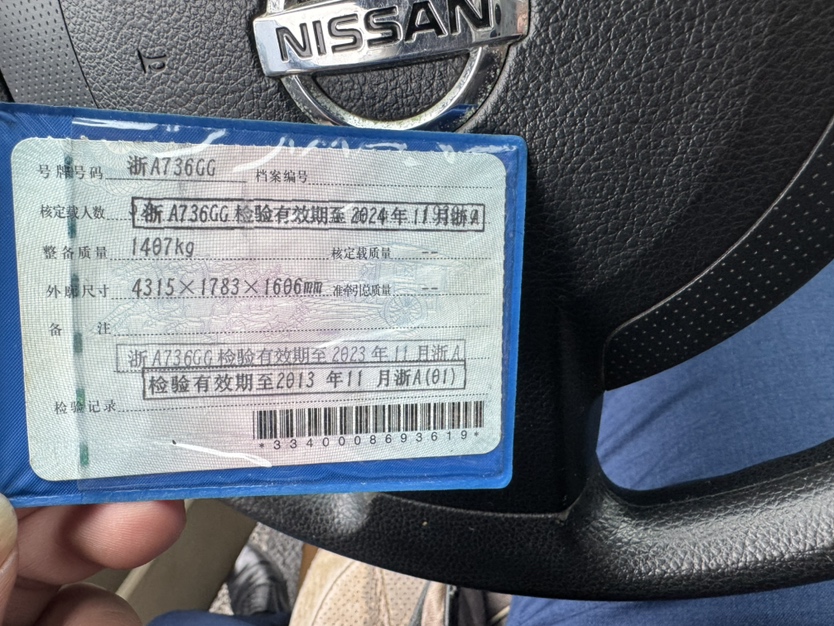 NISSAN
号牌号码 浙A736GG 档案编号
核定载人数 浙A736GG 检验有效期至 2024年11月浙A
整备质量 1407kg 核定载质量 --
外廓尺寸 4315×1783×1606mm 准牵引总质量 --
备 注
浙A736GG 检验有效期至 2023年11月浙A
检验有效期至2013 年11 月浙A(01)
检验记录
*3340008693619*